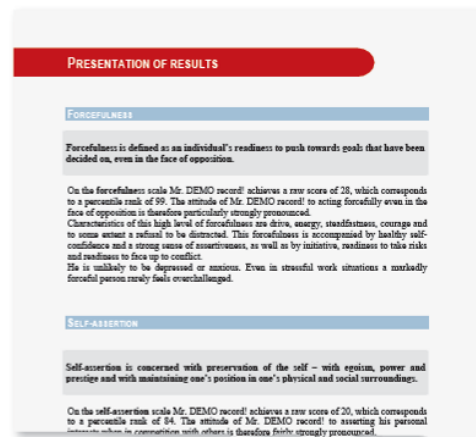 PRESENTATION OF RESULTS
FORCEFULNESS
Forcefulness is defined as an individual's readiness to push towards goals that have been
decided on, even in the face of opposition.
On the forcefulness scale Mr. DEMO record! achieves a raw score of 28, which corresponds
to a percentile rank of 99. The attitude of Mr. DEMO record! to acting forcefully even in the
face of opposition is therefore particularly strongly pronounced.
Characteristics of this high level of forcefulness are drive, energy, steadfastness, courage and
to some extent a refusal to be distracted. This forcefulness is accompanied by healthy self-
confidence and a strong sense of assertiveness, as well as by initiative, readiness to take risks
and readiness to face up to conflict.
He is unlikely to be depressed or anxious. Even in stressful work situations a markedly
forceful person rarely feels overchallenged.
SELF-ASSERTION
Self-assertion is concerned with preservation of the self – with egoism, power and
prestige and with maintaining one's position in one's physical and social surroundings.
On the self-assertion scale Mr. DEMO record! achieves a raw score of 20, which corresponds
to a percentile rank of 84. The attitude of Mr. DEMO record! to asserting his personal
interests when in competition with others is therefore fairly strongly pronounced.